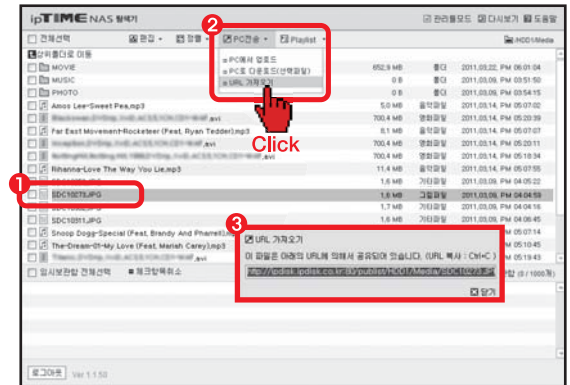 ipTIME NAS 탐색기
관리툴모드 다시보기 도움말
전체선택 편집 정렬 PC전송 Playlist
/HDD1/Media
상위폴더로 이동
PC에서 업로드
PC로 다운로드(선택파일)
URL 가져오기
MOVIE 652,9 MB 폴더 2011,03,22, PM 06:01:04
MUSIC 0 B 폴더 2011,03,09, PM 03:51:50
PHOTO 0 B 폴더 2011,03,09, PM 03:54:15
Amos Lee-Sweet Pea,mp3 5,0 MB 음악파일 2011,03,14, PM 05:07:02
,avi 700,4 MB 영화파일 2011,03,14, PM 05:20:39
Far East Movement-Rocketeer (Feat, Ryan Tedder),mp3 8,1 MB 음악파일 2011,03,14, PM 05:07:07
,avi 700,4 MB 영화파일 2011,03,14, PM 05:20:11
,avi 700,4 MB 영화파일 2011,03,14, PM 05:18:34
Rihanna-Love The Way You Lie,mp3 11,4 MB 음악파일 2011,03,14, PM 05:07:55
1,6 MB 기타파일 2011,03,09, PM 04:05:22
SDC10273,JPG 1,6 MB 그림파일 2011,03,09, PM 04:04:59
1,7 MB 기타파일 2011,03,09, PM 04:04:16
SDC10311,JPG 1,6 MB 기타파일 2011,03,09, PM 04:06:45
Snoop Dogg-Special (Feat, Brandy And Pharrell),mp3 PM 05:07:14
The-Dream-01-My Love (Feat, Mariah Carey),mp3 PM 05:10:45
,avi PM 05:19:43
Click
1
2
3
URL 가져오기
이 파일은 아래의 URL에 의해서 공유되어 있습니다, (URL 복사 : Ctrl+C )
http://ipdisk.ipdisk.co.kr:80/publist/HDD1/Media/SDC10273.JPG
닫기
임시보관함 전체선택 체크항목취소 (0 / 1000개)
로그아웃 Ver 1.1.50